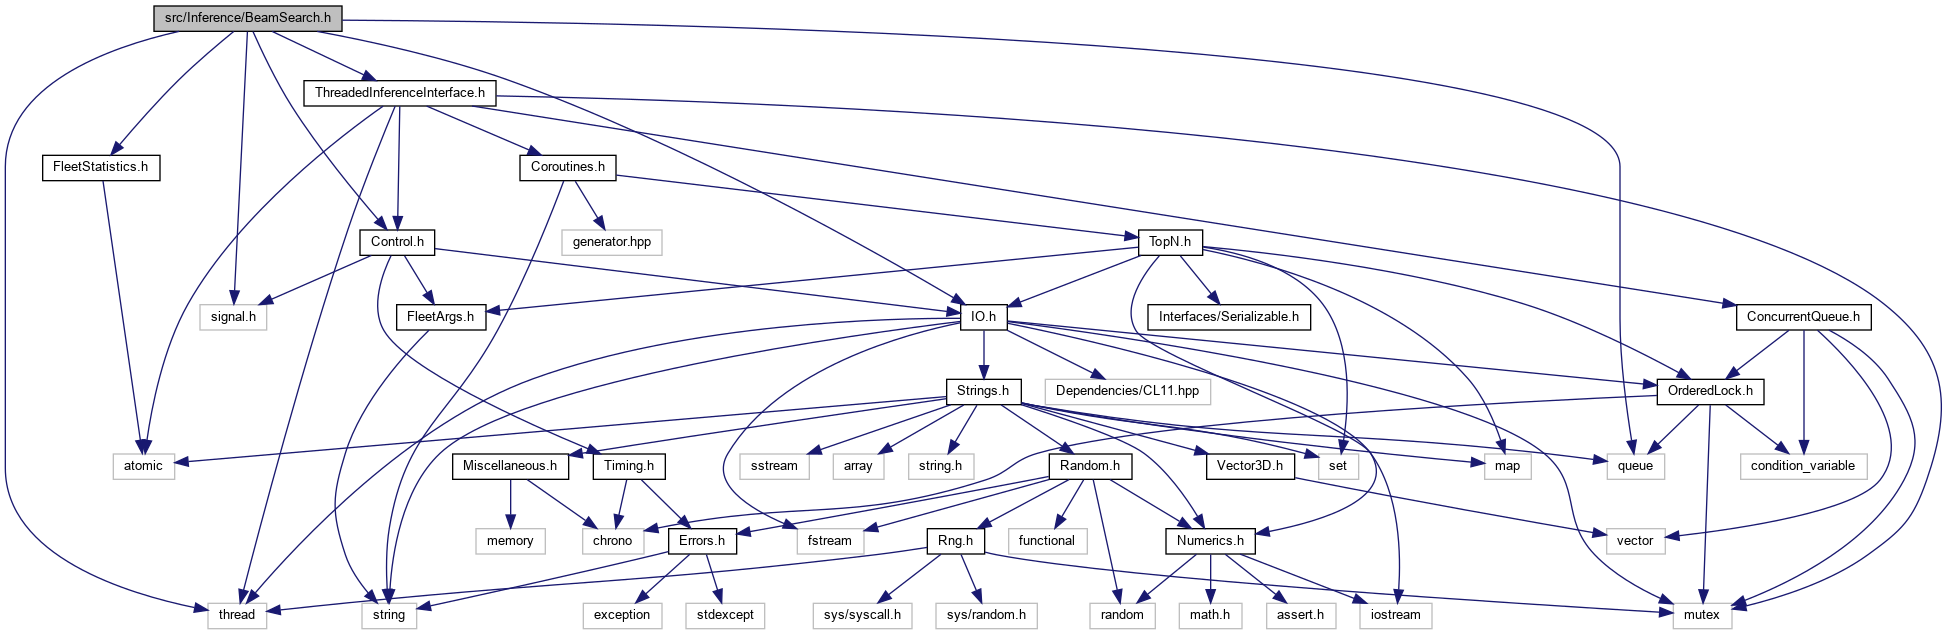 src/Inference/BeamSearch.h
ThreadedInferenceInterface.h
FleetStatistics.h
Coroutines.h
Control.h
generator.hpp
TopN.h
signal.h
FleetArgs.h
IO.h
Interfaces/Serializable.h
ConcurrentQueue.h
Strings.h
Dependencies/CL11.hpp
OrderedLock.h
atomic
Miscellaneous.h
Timing.h
sstream
array
string.h
Random.h
Vector3D.h
set
map
queue
condition_variable
memory
chrono
Errors.h
fstream
Rng.h
functional
Numerics.h
vector
thread
string
exception
stdexcept
sys/syscall.h
sys/random.h
random
math.h
assert.h
iostream
mutex